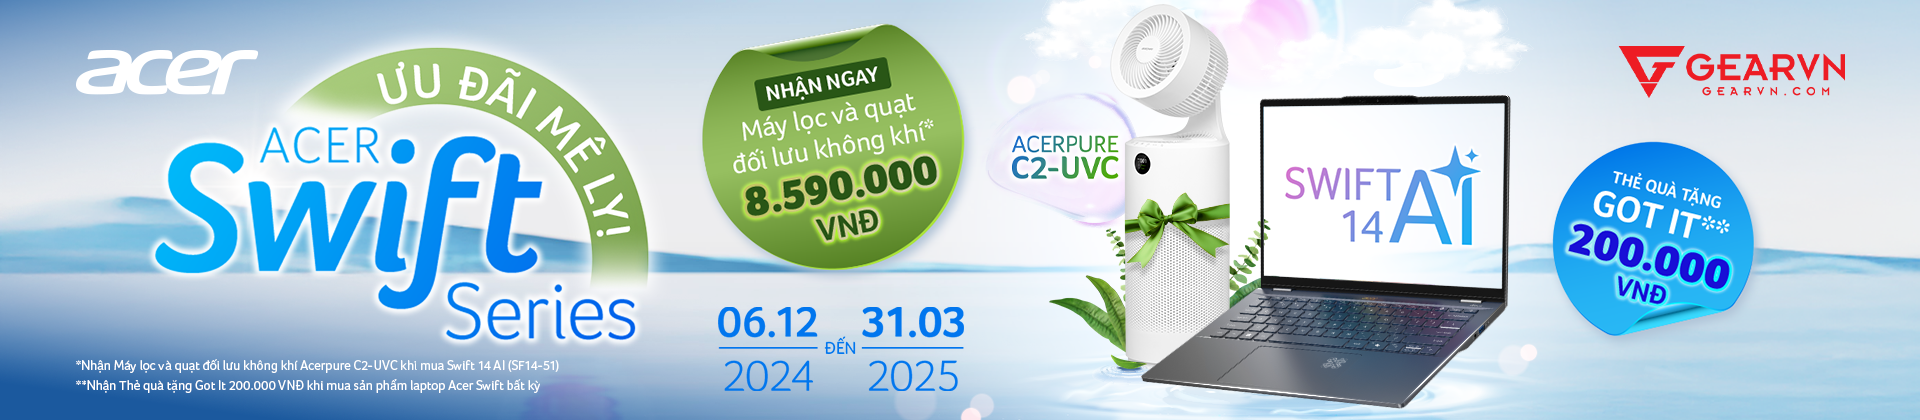 acer
ƯU ĐÃI MÊ LY!
ACER
Swift
Series
*Nhận Máy lọc và quạt đối lưu không khí Acerpure C2-UVC khi mua Swift 14 AI (SF14-51)
**Nhận Thẻ quà tặng Got It 200.000 VNĐ khi mua sản phẩm laptop Acer Swift bất kỳ
NHẬN NGAY
Máy lọc và quạt
đối lưu không khí*
8.590.000
VNĐ
06.12
2024
ĐẾN
31.03
2025
ACERPURE
C2-UVC
SWIFT
14 AI
GEARVN
GEARVN.COM
THẺ QUÀ TẶNG
GOT IT**
200.000
VNĐ